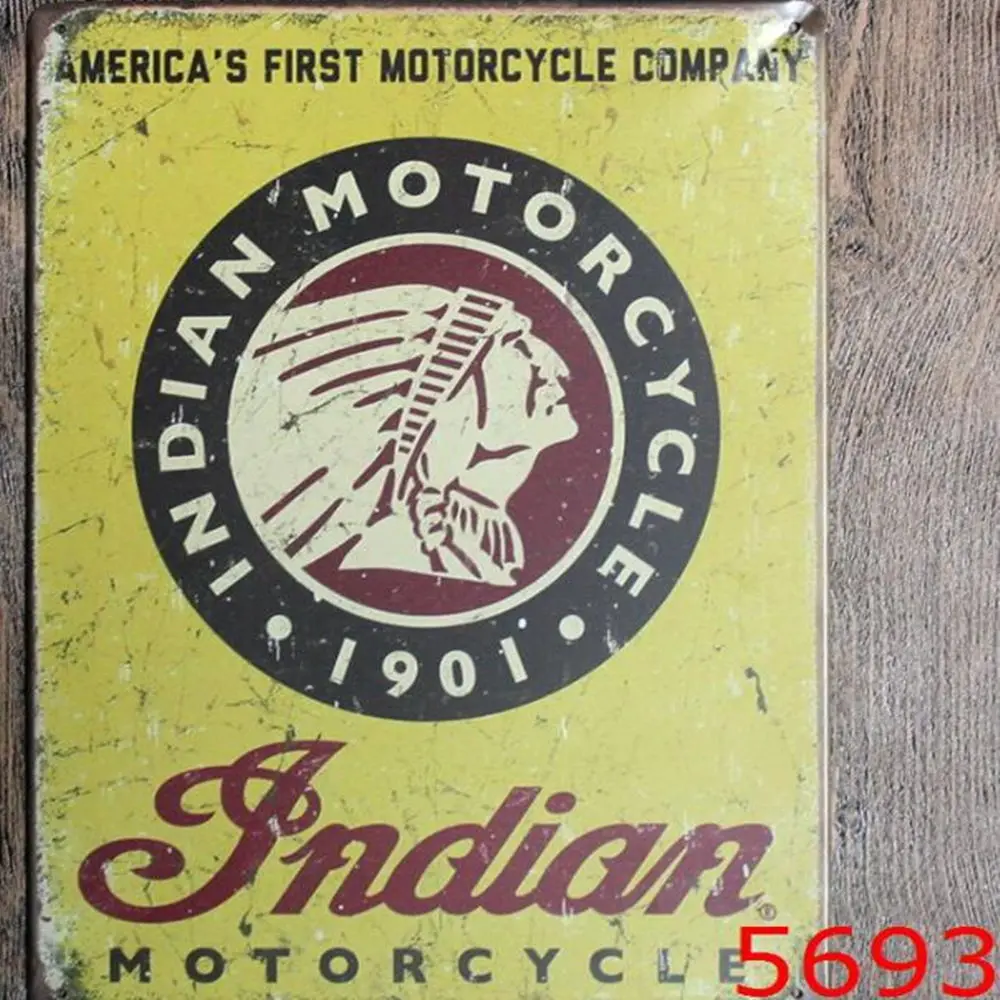 AMERICA'S FIRST MOTORCYCLE COMPANY
INDIAN MOTORCYCLE
• 1901 •
Indian®
MOTORCYCLE
5693